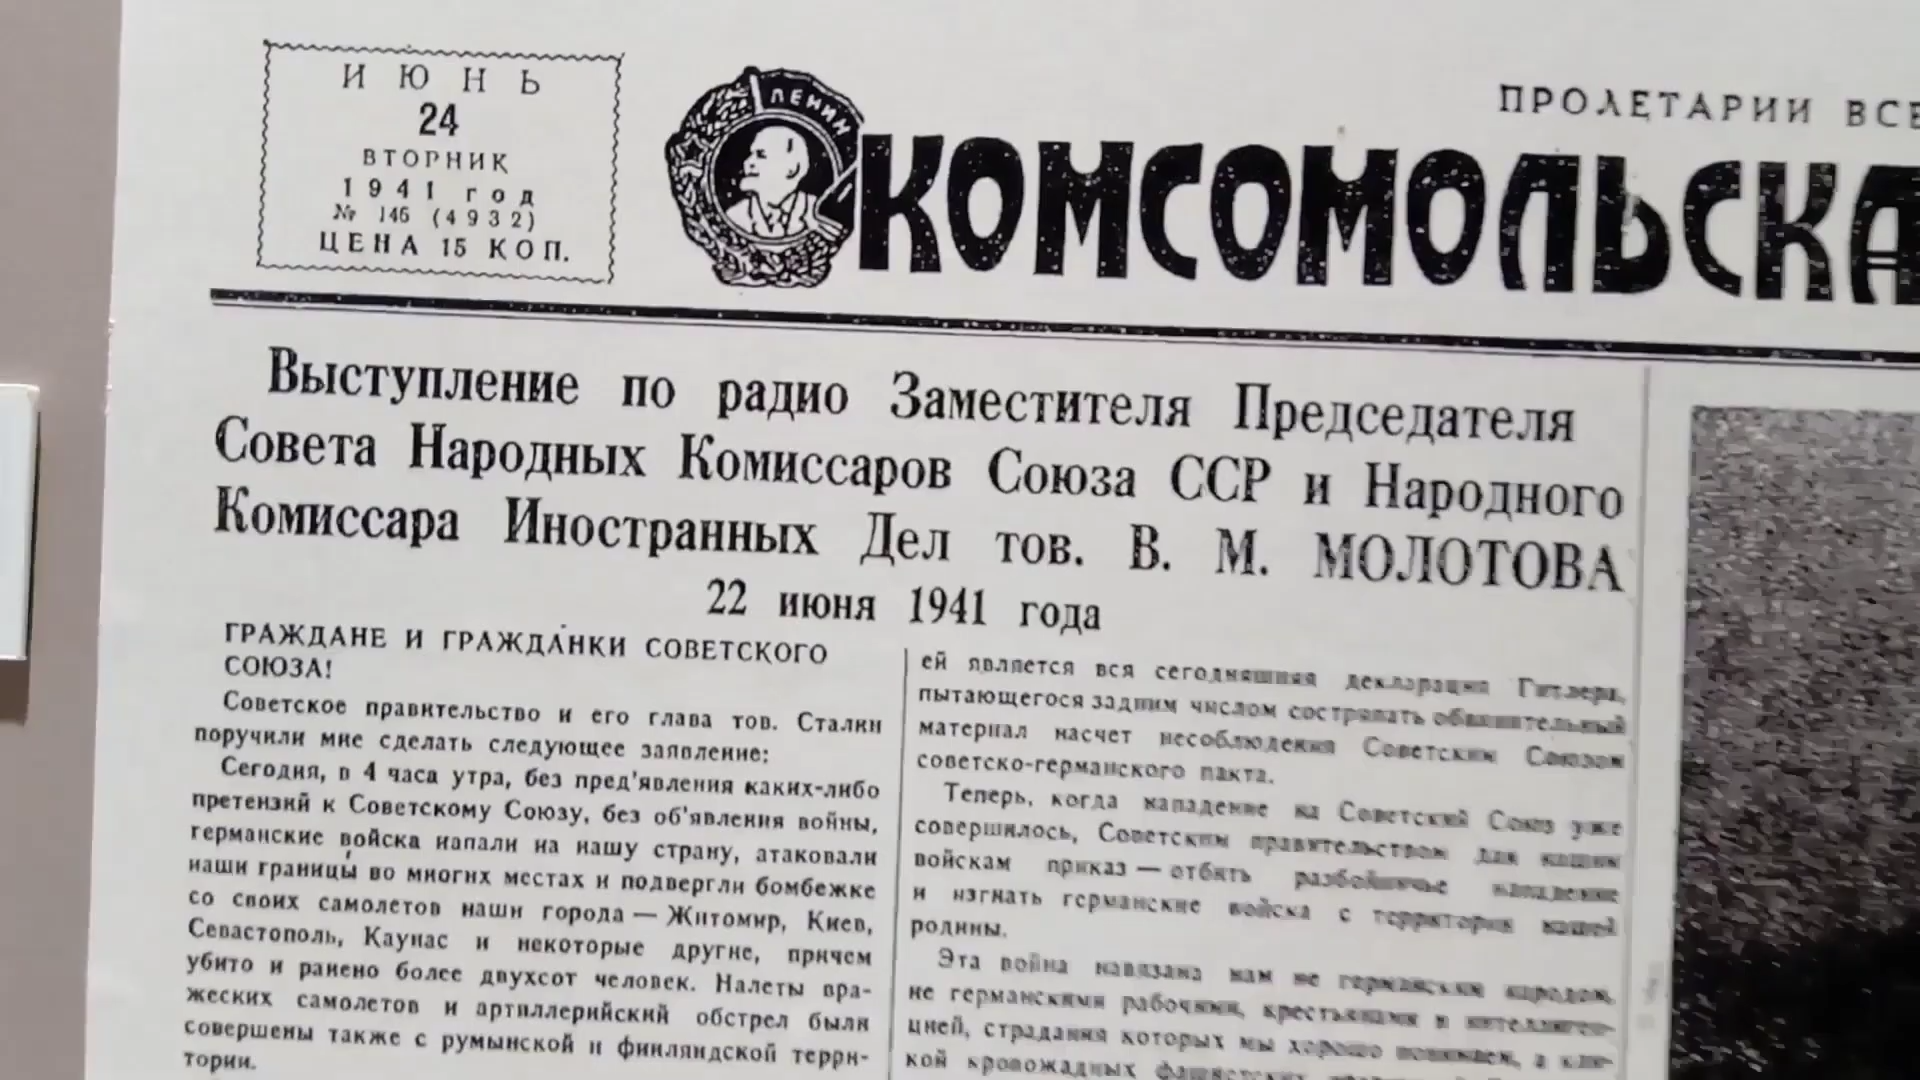 ИЮНЬ
24
ВТОРНИК
1941 год
№ 146 (4932)
ЦЕНА 15 КОП.
ЛЕНИН
ПРОЛЕТАРИИ ВСЕ
КОМСОМОЛЬСКА
Выступление по радио Заместителя Председателя
Совета Народных Комиссаров Союза ССР и Народного
Комиссара Иностранных Дел тов. В. М. МОЛОТОВА
22 июня 1941 года
ГРАЖДАНЕ И ГРАЖДАНКИ СОВЕТСКОГО
СОЮЗА!
Советское правительство и его глава тов. Сталин
поручили мне сделать следующее заявление:
Сегодня, в 4 часа утра, без пред'явления каких-либо
претензий к Советскому Союзу, без об'явления войны,
германские войска напали на нашу страну, атаковали
наши границы во многих местах и подвергли бомбежке
со своих самолетов наши города — Житомир, Киев,
Севастополь, Каунас и некоторые другие, причем
убито и ранено более двухсот человек. Налеты вра-
жеских самолетов и артиллерийский обстрел были
совершены также с румынской и финляндской терри-
тории.
ей является вся сегодняшняя декларация Гитлера,
пытающегося задним числом состряпать обвинительный
материал насчет несоблюдения Советским Союзом
советско-германского пакта.
Теперь, когда нападение на Советский Союз уже
совершилось, Советским правительством дан нашим
войскам приказ — отбить разбойничье нападение
и изгнать германские войска с территории нашей
родины.
Эта война навязана нам не германским народом,
не германскими рабочими, крестьянами и интеллиген-
цией, страдания которых мы хорошо понимаем, а кли-
кой кровожадных фашистских